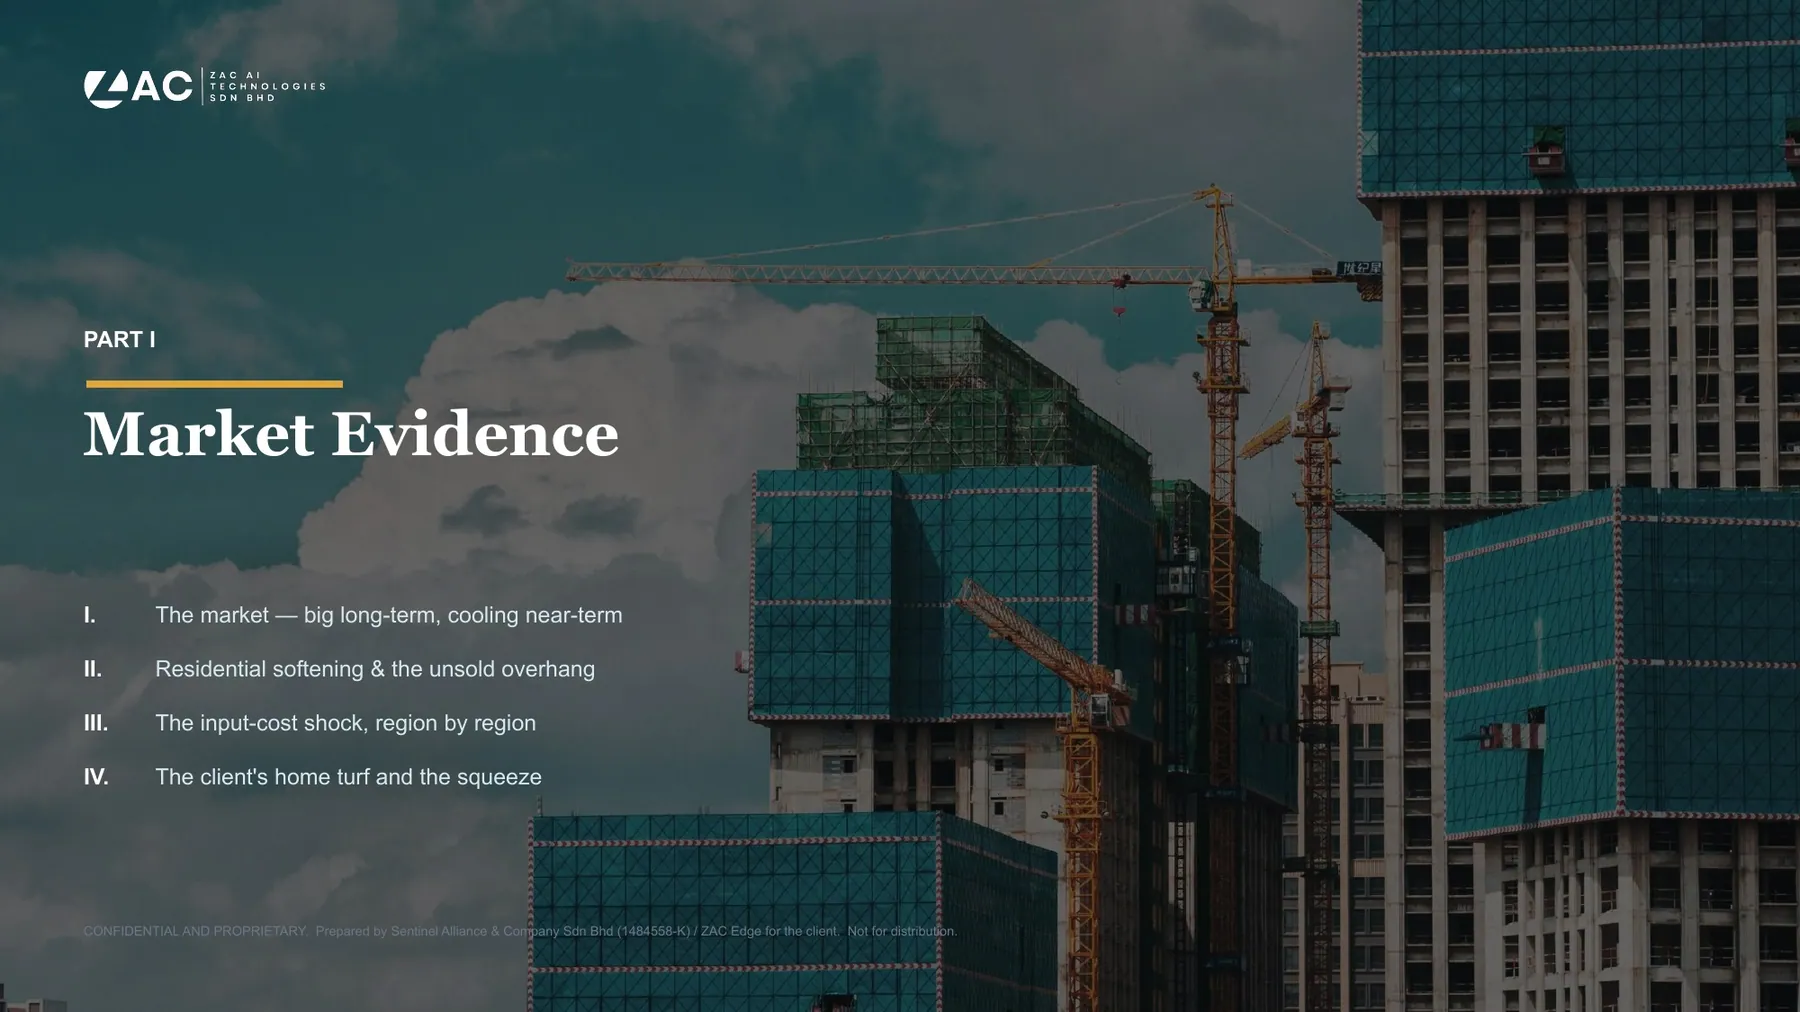 ZAC
ZAC AI
TECHNOLOGIES
SDN BHD
世纪星
PART I
Market Evidence
I. The market — big long-term, cooling near-term
II. Residential softening & the unsold overhang
III. The input-cost shock, region by region
IV. The client's home turf and the squeeze
CONFIDENTIAL AND PROPRIETARY. Prepared by Sentinel Alliance & Company Sdn Bhd (1484558-K) / ZAC Edge for the client. Not for distribution.